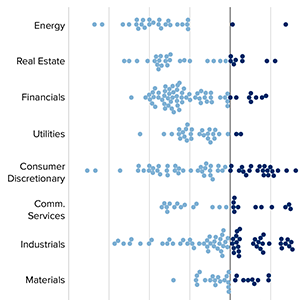 Energy
Real Estate
Financials
Utilities
Consumer
Discretionary
Comm.
Services
Industrials
Materials